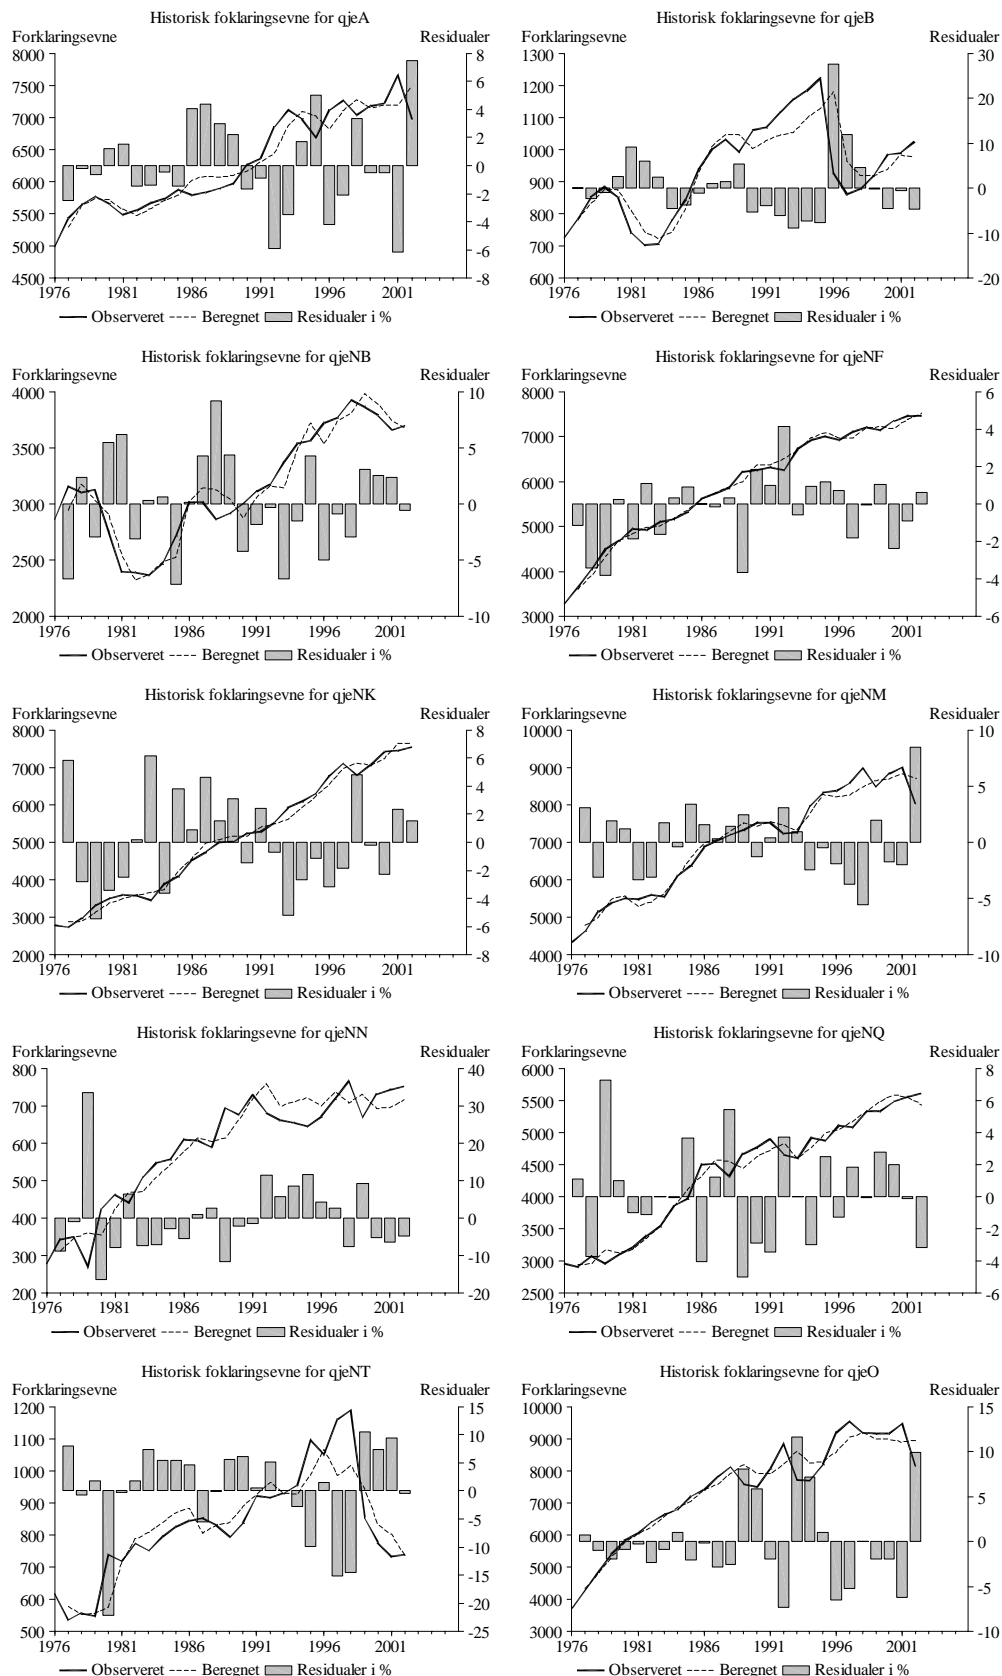 Historisk foklaringsevne for qjeA
Forklaringsevne Residualer
8000 8
7500 6
7000 4
6500 2
6000 0
5500 -2
5000 -4
4500 -6
-8
1976 1981 1986 1991 1996 2001
Observeret Beregnet Residualer i %
Historisk foklaringsevne for qjeB
Forklaringsevne Residualer
1300 30
1200 20
1100 10
1000 0
900 -10
800 -20
700
600
1976 1981 1986 1991 1996 2001
Observeret Beregnet Residualer i %
Historisk foklaringsevne for qjeNB
Forklaringsevne Residualer
4000 10
3500 5
3000 0
2500 -5
2000 -10
1976 1981 1986 1991 1996 2001
Observeret Beregnet Residualer i %
Historisk foklaringsevne for qjeNF
Forklaringsevne Residualer
8000 6
7000 4
6000 2
5000 0
4000 -2
3000 -4
-6
1976 1981 1986 1991 1996 2001
Observeret Beregnet Residualer i %
Historisk foklaringsevne for qjeNK
Forklaringsevne Residualer
8000 8
7000 6
6000 4
5000 2
4000 0
3000 -2
2000 -4
-6
-8
1976 1981 1986 1991 1996 2001
Observeret Beregnet Residualer i %
Historisk foklaringsevne for qjeNM
Forklaringsevne Residualer
10000 10
9000 5
8000 0
7000 -5
6000 -10
5000
4000
1976 1981 1986 1991 1996 2001
Observeret Beregnet Residualer i %
Historisk foklaringsevne for qjeNN
Forklaringsevne Residualer
800 40
700 30
600 20
500 10
400 0
300 -10
200 -20
1976 1981 1986 1991 1996 2001
Observeret Beregnet Residualer i %
Historisk foklaringsevne for qjeNQ
Forklaringsevne Residualer
6000 8
5500 6
5000 4
4500 2
4000 0
3500 -2
3000 -4
2500 -6
1976 1981 1986 1991 1996 2001
Observeret Beregnet Residualer i %
Historisk foklaringsevne for qjeNT
Forklaringsevne Residualer
1200 15
1100 10
1000 5
900 0
800 -5
700 -10
600 -15
500 -20
-25
1976 1981 1986 1991 1996 2001
Observeret Beregnet Residualer i %
Historisk foklaringsevne for qjeO
Forklaringsevne Residualer
10000 15
9000 10
8000 5
7000 0
6000 -5
5000 -10
4000
3000
1976 1981 1986 1991 1996 2001
Observeret Beregnet Residualer i %